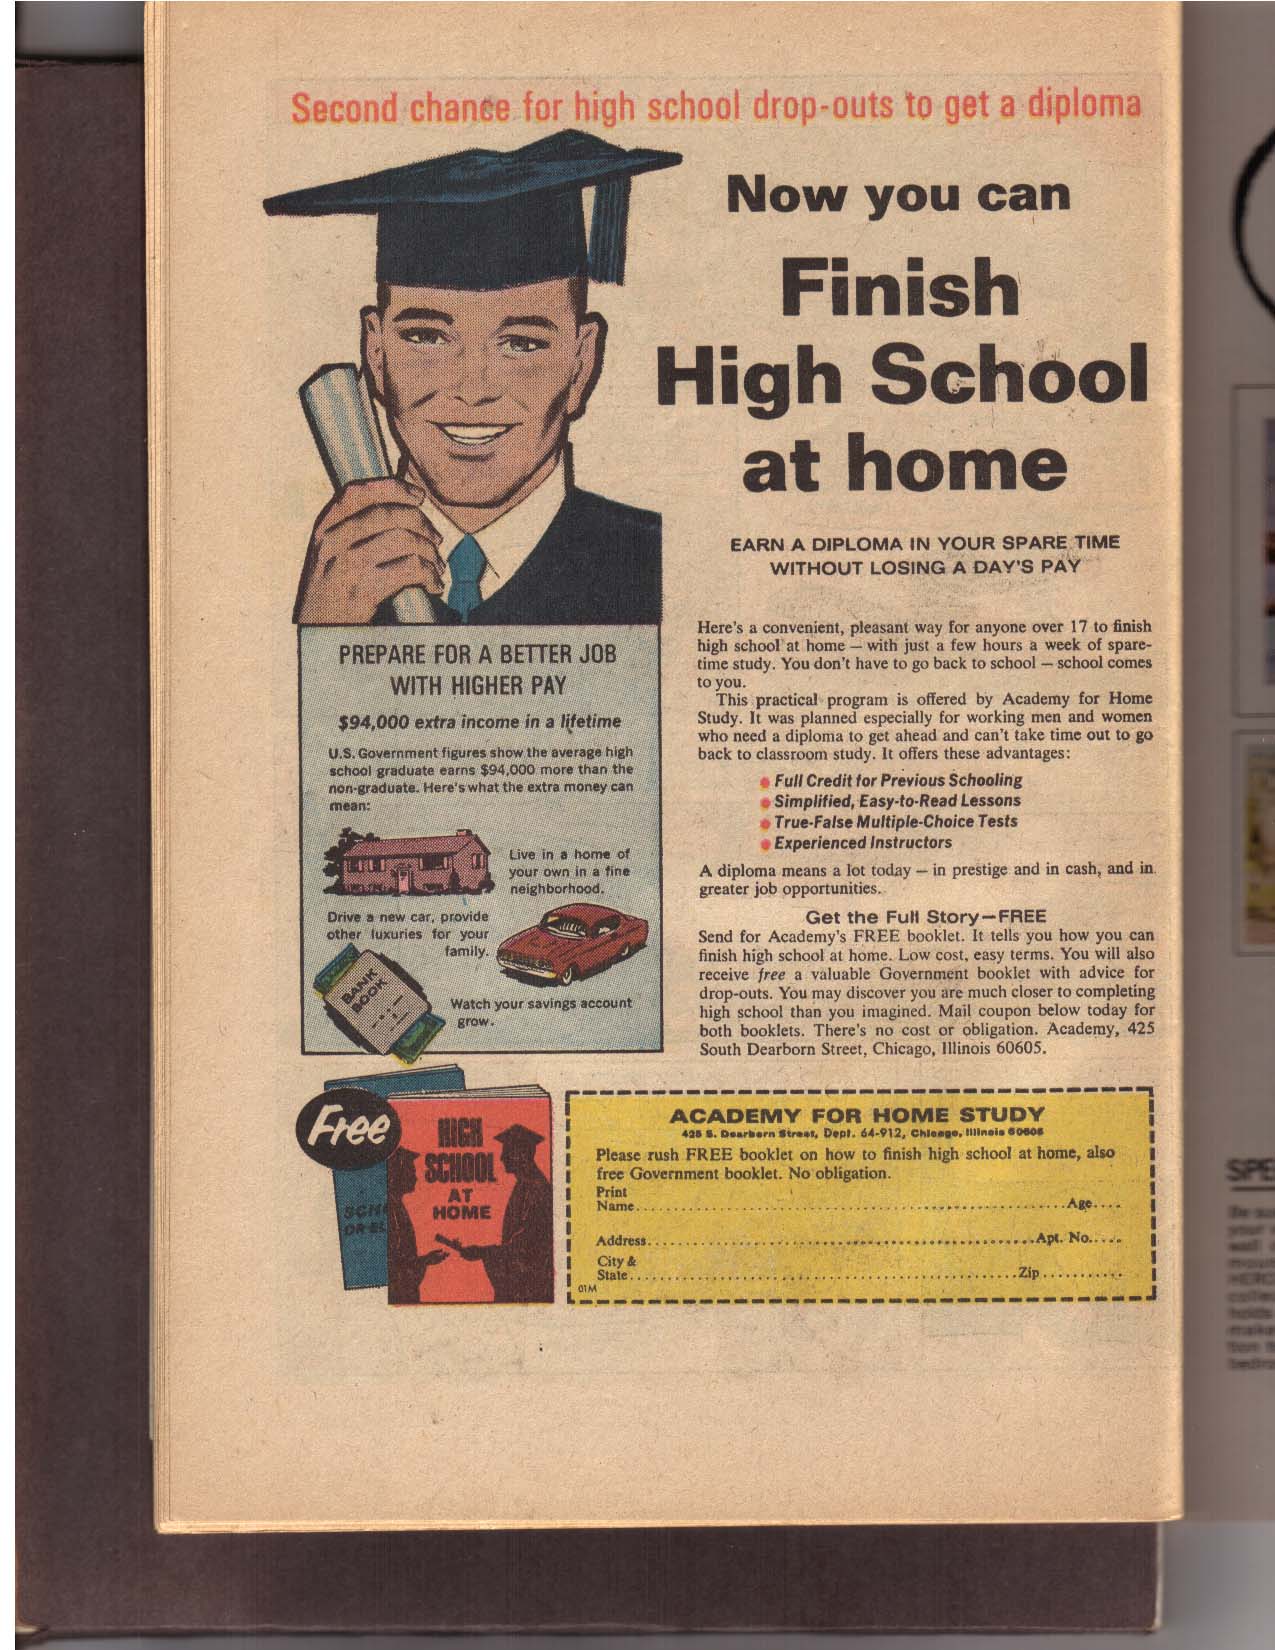 Second chance for high school drop-outs to get a diploma
Now you can
Finish
High School
at home
EARN A DIPLOMA IN YOUR SPARE TIME
WITHOUT LOSING A DAY'S PAY
Here's a convenient, pleasant way for anyone over 17 to finish
high school at home — with just a few hours a week of spare-
time study. You don't have to go back to school — school comes
to you.
This practical program is offered by Academy for Home
Study. It was planned especially for working men and women
who need a diploma to get ahead and can't take time out to go
back to classroom study. It offers these advantages:
• Full Credit for Previous Schooling
• Simplified, Easy-to-Read Lessons
• True-False Multiple-Choice Tests
• Experienced Instructors
A diploma means a lot today — in prestige and in cash, and in
greater job opportunities.
Get the Full Story—FREE
Send for Academy's FREE booklet. It tells you how you can
finish high school at home. Low cost, easy terms. You will also
receive free a valuable Government booklet with advice for
drop-outs. You may discover you are much closer to completing
high school than you imagined. Mail coupon below today for
both booklets. There's no cost or obligation. Academy, 425
South Dearborn Street, Chicago, Illinois 60605.
PREPARE FOR A BETTER JOB
WITH HIGHER PAY
$94,000 extra income in a lifetime
U.S. Government figures show the average high
school graduate earns $94,000 more than the
non-graduate. Here's what the extra money can
mean:
Live in a home of
your own in a fine
neighborhood.
Drive a new car, provide
other luxuries for your
family.
BANK
BOOK
Watch your savings account
grow.
Free
HIGH
SCHOOL
AT
HOME
SCH
OR EL
ACADEMY FOR HOME STUDY
425 S. Dearborn Street, Dept. 64-912, Chicago, Illinois 60605
Please rush FREE booklet on how to finish high school at home, also
free Government booklet. No obligation.
Print
Name.......... Age....
Address.......... Apt. No.....
City &
State.......... Zip...........
01M
SPE